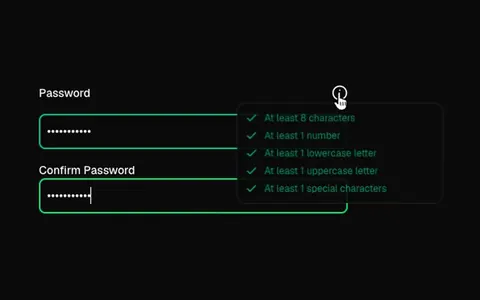 Password
•••••••••••
At least 8 characters
At least 1 number
At least 1 lowercase letter
At least 1 uppercase letter
At least 1 special characters
Confirm Password
•••••••••••